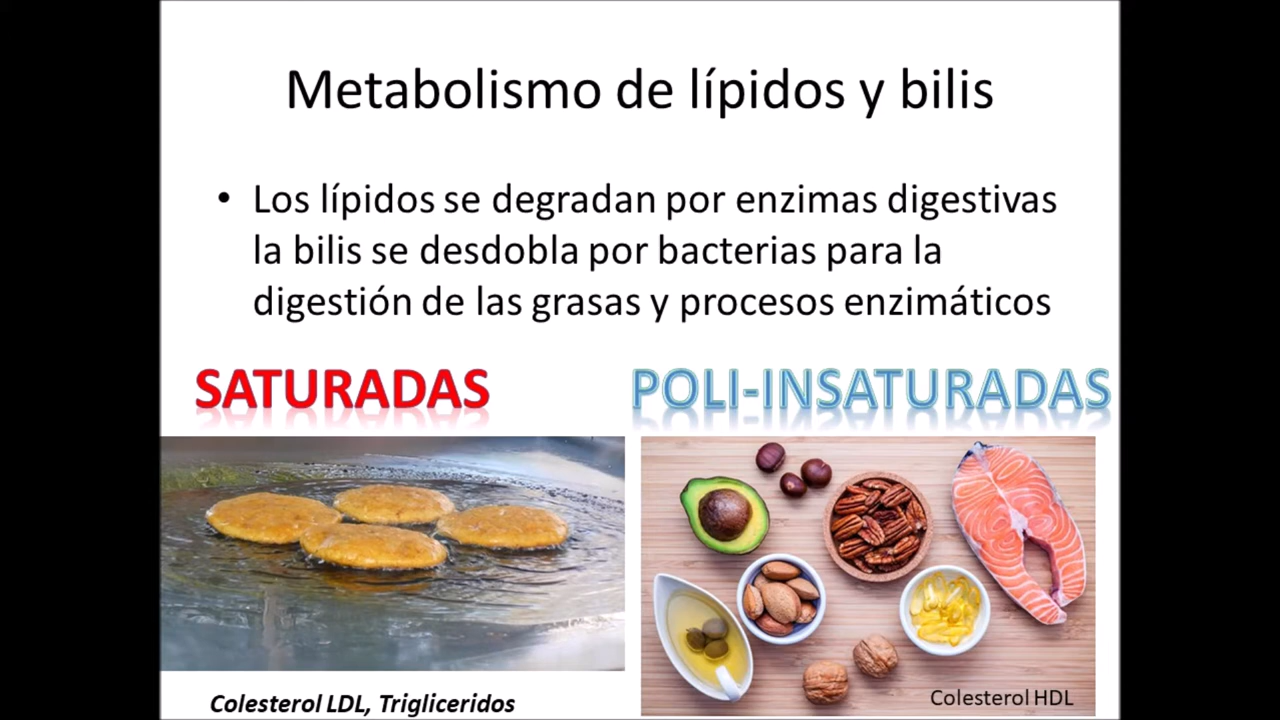 Metabolismo de lípidos y bilis
• Los lípidos se degradan por enzimas digestivas
la bilis se desdobla por bacterias para la
digestión de las grasas y procesos enzimáticos
SATURADAS
POLI-INSATURADAS
Colesterol LDL, Trigliceridos
Colesterol HDL